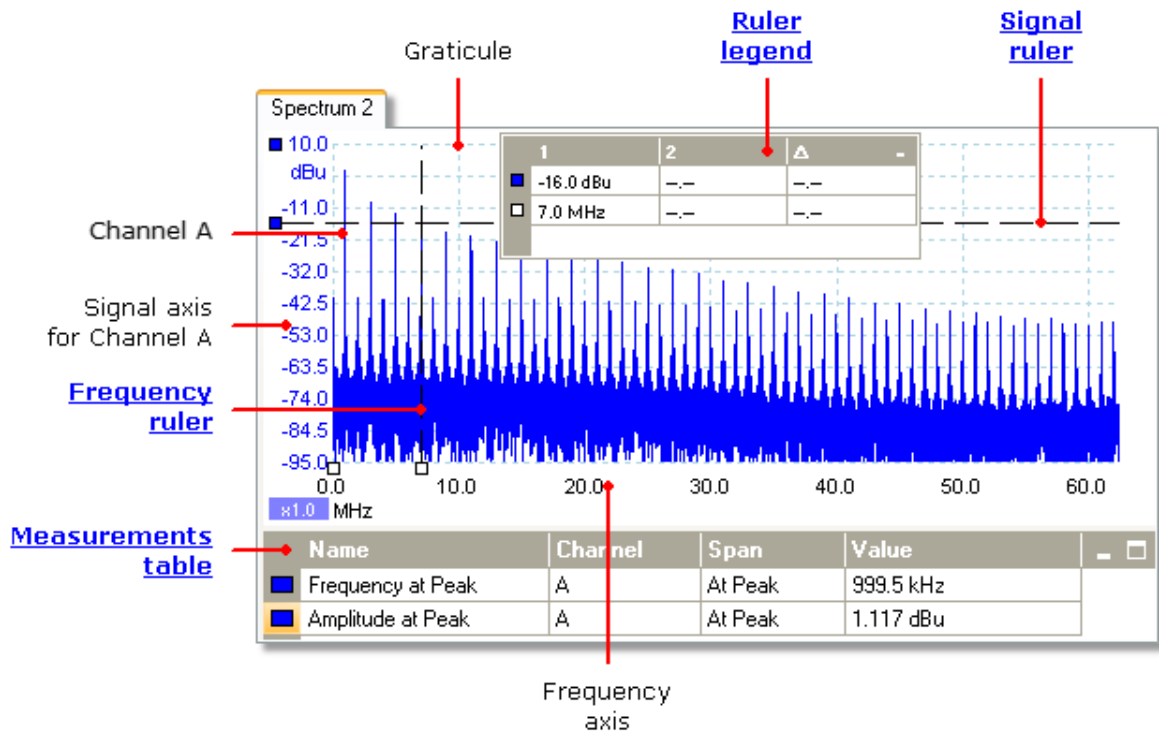 Graticule
Ruler
legend
Signal
ruler
Spectrum 2
10.0
dBu
-11.0
-21.5
-32.0
-42.5
-53.0
-63.5
-74.0
-84.5
-95.0
1 2 Δ -
-16.0 dBu --.-- --.--
7.0 MHz --.-- --.--
Channel A
Signal axis
for Channel A
Frequency
ruler
0.0 10.0 20.0 30.0 40.0 50.0 60.0
x1.0 MHz
Measurements
table
Name Channel Span Value
Frequency at Peak A At Peak 999.5 kHz
Amplitude at Peak A At Peak 1.117 dBu
Frequency
axis